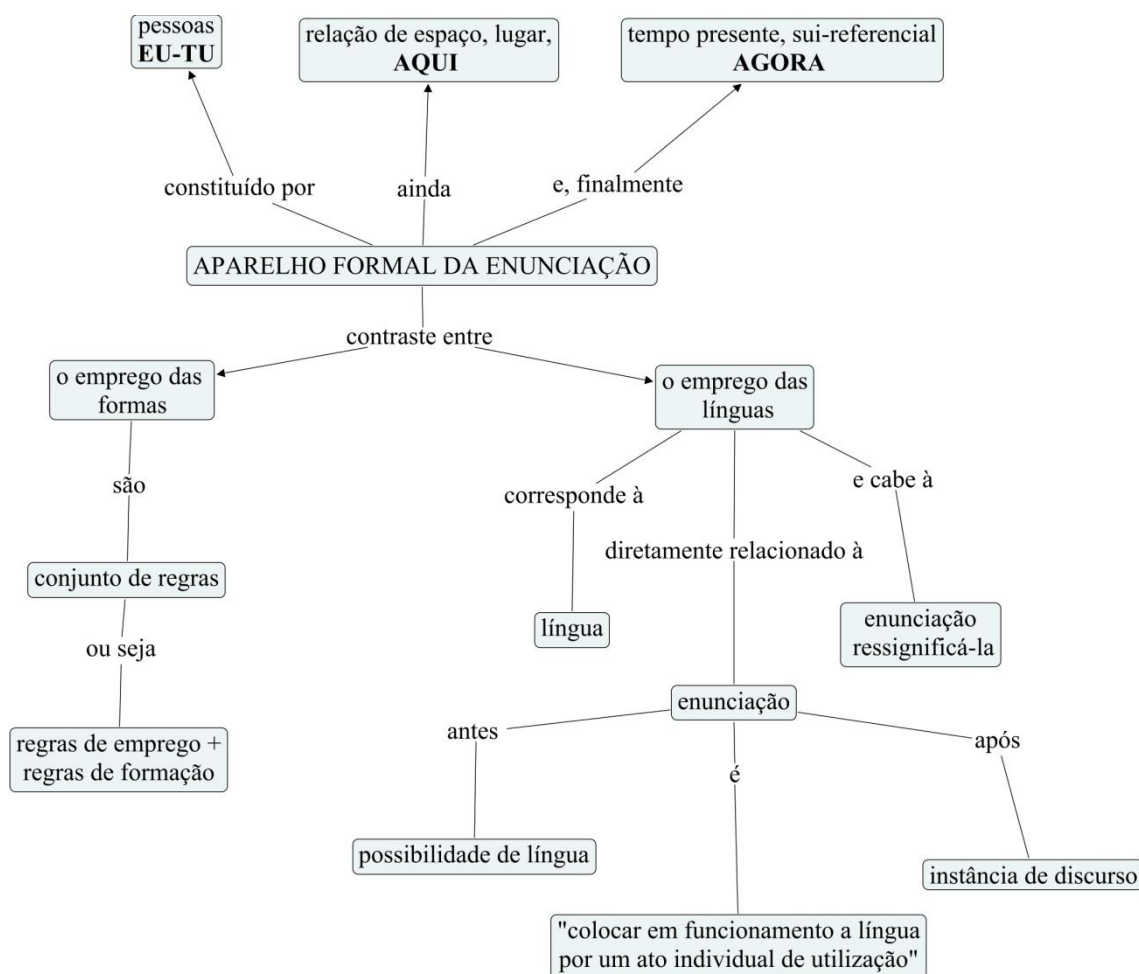 pessoas
EU-TU
relação de espaço, lugar,
AQUI
tempo presente, sui-referencial
AGORA
constituído por
ainda
e, finalmente
APARELHO FORMAL DA ENUNCIAÇÃO
contraste entre
o emprego das
formas
o emprego das
línguas
são
corresponde à
e cabe à
diretamente relacionado à
conjunto de regras
língua
enunciação
ressignificá-la
ou seja
enunciação
regras de emprego +
regras de formação
antes
é
após
possibilidade de língua
instância de discurso
"colocar em funcionamento a língua
por um ato individual de utilização"